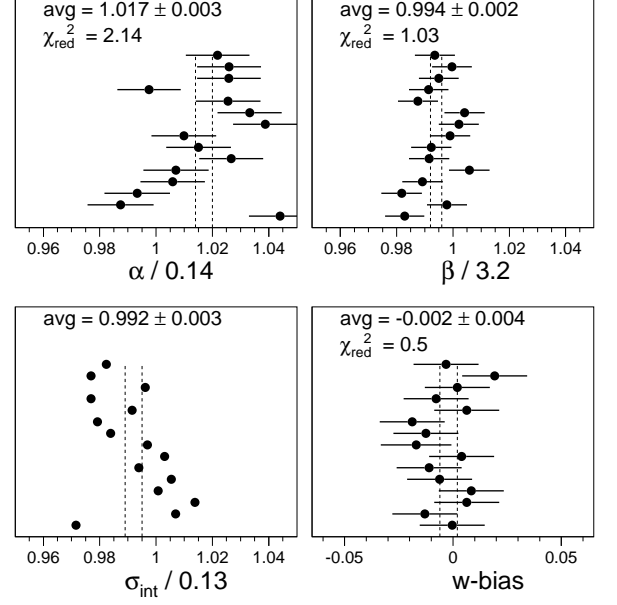 avg = 1.017 ± 0.003
χred² = 2.14
0.96 0.98 1 1.02 1.04
α / 0.14
avg = 0.994 ± 0.002
χred² = 1.03
0.96 0.98 1 1.02 1.04
β / 3.2
avg = 0.992 ± 0.003
0.96 0.98 1 1.02 1.04
σint / 0.13
avg = -0.002 ± 0.004
χred² = 0.5
-0.05 0 0.05
w-bias